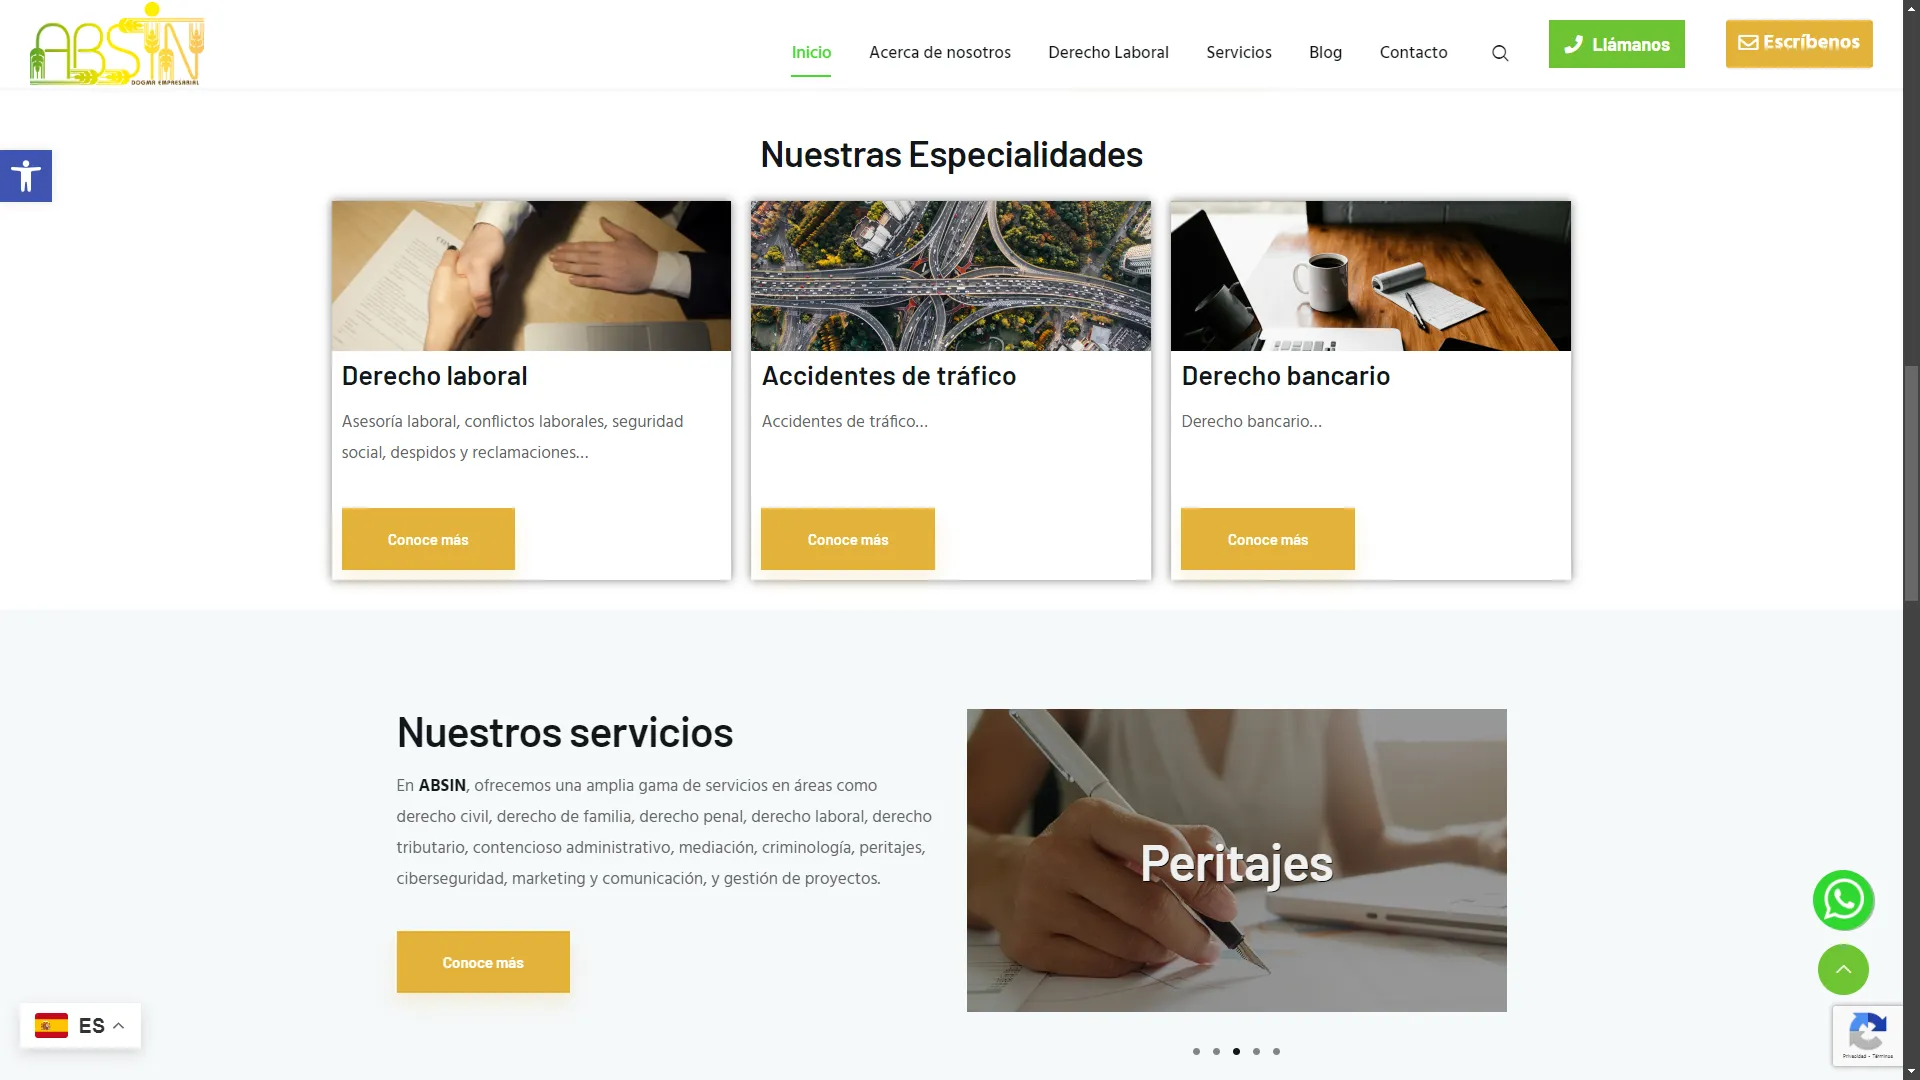 ABSIN
DOGMA EMPRESARIAL
Inicio
Acerca de nosotros
Derecho Laboral
Servicios
Blog
Contacto
Llámanos
Escríbenos
Nuestras Especialidades
Derecho laboral
Asesoría laboral, conflictos laborales, seguridad
social, despidos y reclamaciones...
Conoce más
Accidentes de tráfico
Accidentes de tráfico...
Conoce más
Derecho bancario
Derecho bancario...
Conoce más
Nuestros servicios
En ABSIN, ofrecemos una amplia gama de servicios en áreas como
derecho civil, derecho de familia, derecho penal, derecho laboral, derecho
tributario, contencioso administrativo, mediación, criminología, peritajes,
ciberseguridad, marketing y comunicación, y gestión de proyectos.
Conoce más
Peritajes
ES
Privacidad - Términos